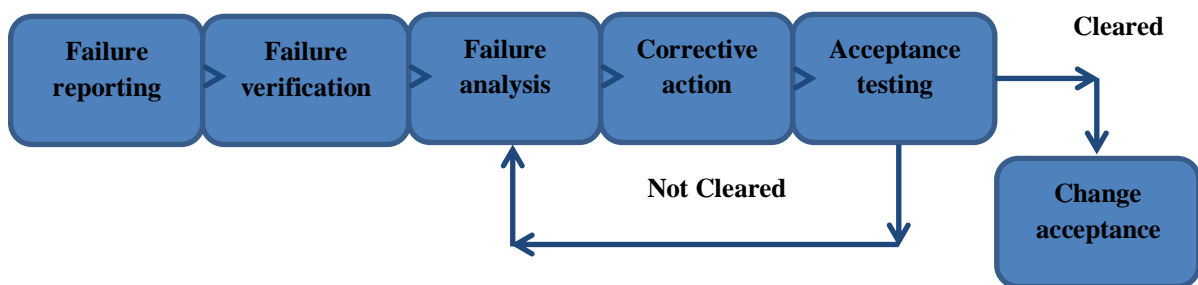 Cleared
Failure
reporting
Failure
verification
Failure
analysis
Corrective
action
Acceptance
testing
Not Cleared
Change
acceptance